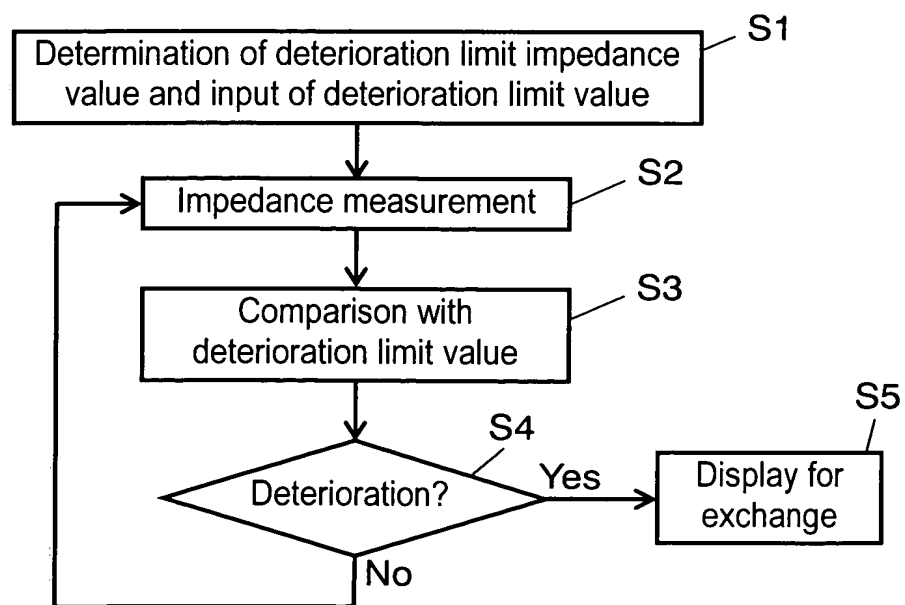 S1
Determination of deterioration limit impedance
value and input of deterioration limit value
S2
Impedance measurement
S3
Comparison with
deterioration limit value
S4
Deterioration?
Yes
S5
Display for
exchange
No